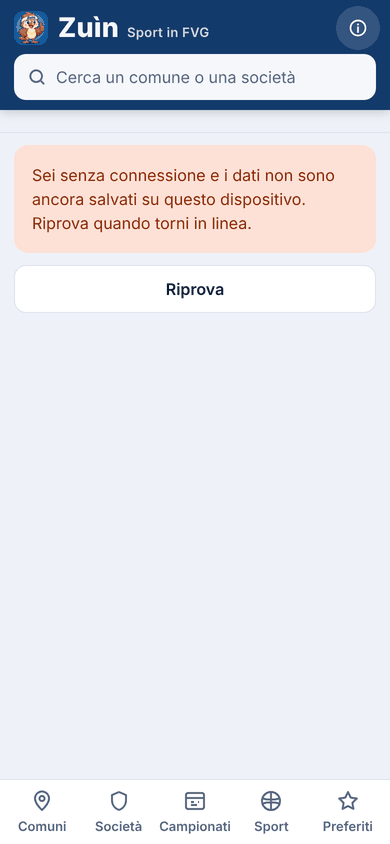 Zuìn Sport in FVG
Cerca un comune o una società
Sei senza connessione e i dati non sono
ancora salvati su questo dispositivo.
Riprova quando torni in linea.
Riprova
Comuni Società Campionati Sport Preferiti